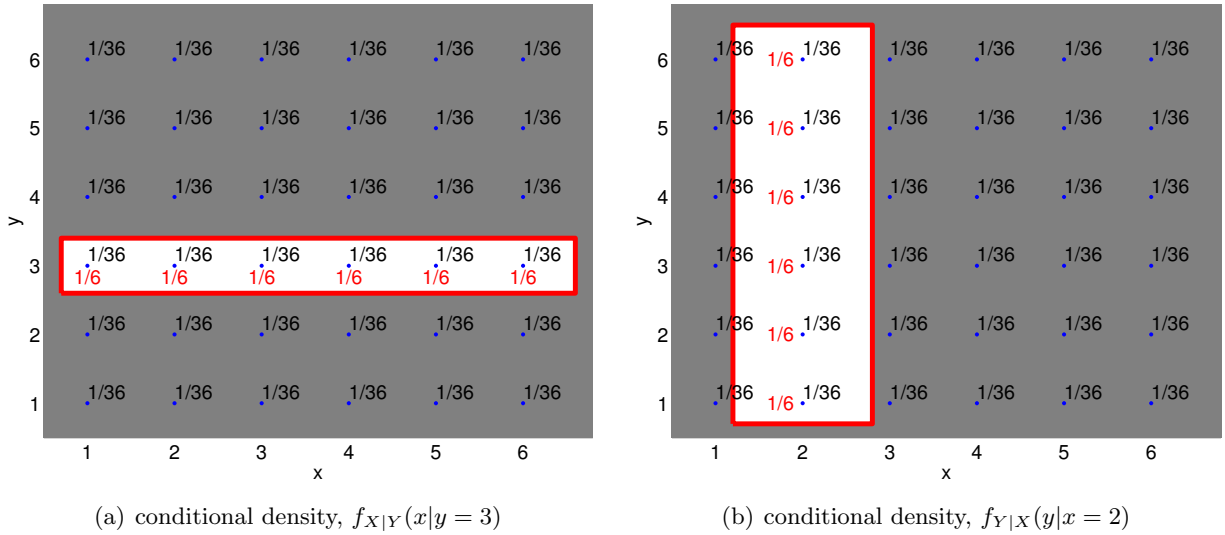 1/36 1/36 1/36 1/36 1/36 1/36
6
1/36 1/36 1/36 1/36 1/36 1/36
5
1/36 1/36 1/36 1/36 1/36 1/36
4
y
1/36 1/36 1/36 1/36 1/36 1/36
3
1/6 1/6 1/6 1/6 1/6 1/6
1/36 1/36 1/36 1/36 1/36 1/36
2
1/36 1/36 1/36 1/36 1/36 1/36
1
1 2 3 4 5 6
x
(a) conditional density, f_{X|Y}(x|y = 3)
1/36 1/36 1/36 1/36 1/36 1/36
6 1/6
1/36 1/36 1/36 1/36 1/36 1/36
5 1/6
1/36 1/36 1/36 1/36 1/36 1/36
4 1/6
y
1/36 1/36 1/36 1/36 1/36 1/36
3 1/6
1/36 1/36 1/36 1/36 1/36 1/36
2 1/6
1/36 1/36 1/36 1/36 1/36 1/36
1 1/6
1 2 3 4 5 6
x
(b) conditional density, f_{Y|X}(y|x = 2)